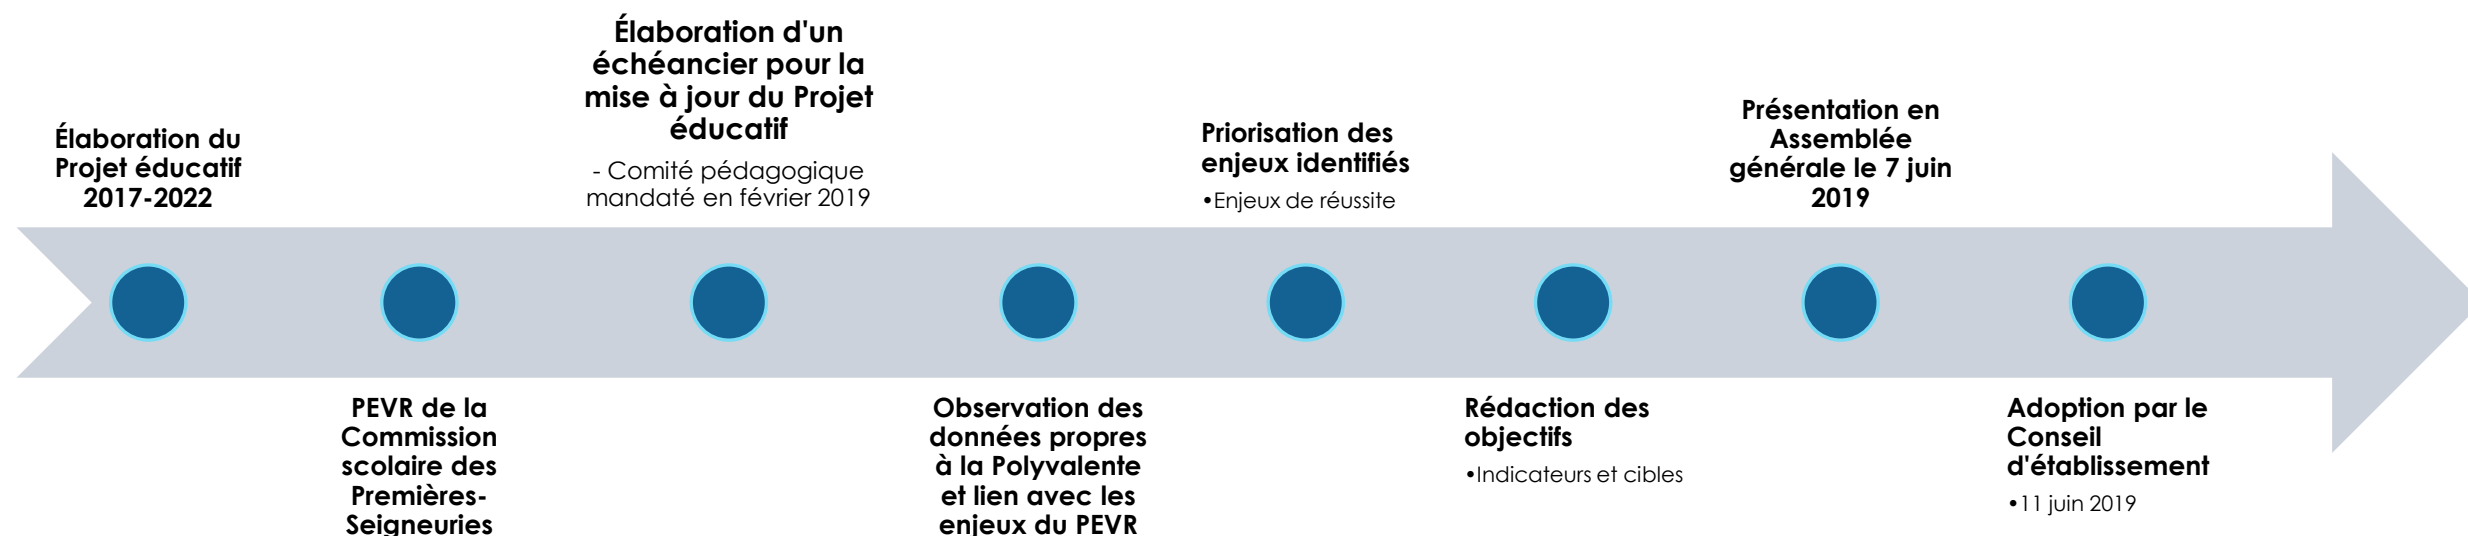 Élaboration du
Projet éducatif
2017-2022
PEVR de la
Commission
scolaire des
Premières-
Seigneuries
Élaboration d'un
échéancier pour la
mise à jour du Projet
éducatif
- Comité pédagogique
mandaté en février 2019
Observation des
données propres
à la Polyvalente
et lien avec les
enjeux du PEVR
Priorisation des
enjeux identifiés
•Enjeux de réussite
Rédaction des
objectifs
•Indicateurs et cibles
Présentation en
Assemblée
générale le 7 juin
2019
Adoption par le
Conseil
d'établissement
•11 juin 2019